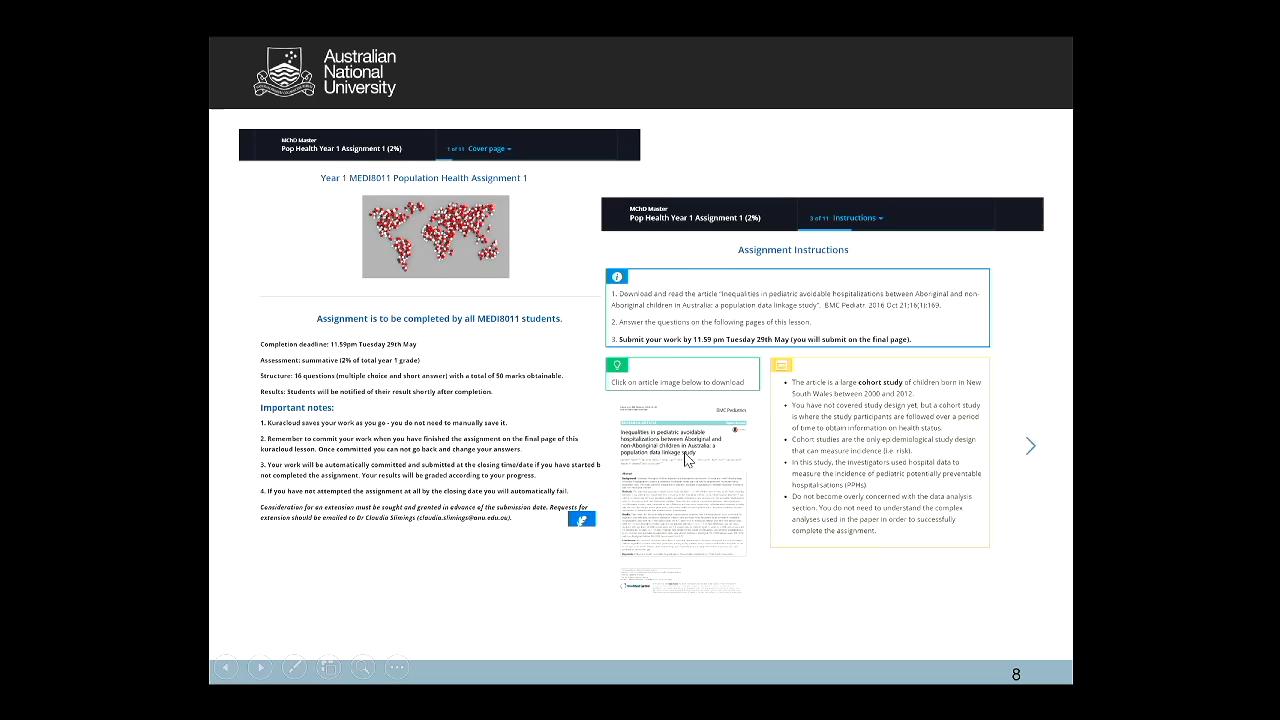 Australian
National
University
MChD Master
Pop Health Year 1 Assignment 1 (2%)
1 of 11 Cover page
Year 1 MEDI8011 Population Health Assignment 1
Assignment is to be completed by all MEDI8011 students.
Completion deadline: 11.59pm Tuesday 29th May
Assessment: summative (2% of total year 1 grade)
Structure: 16 questions (multiple choice and short answer) with a total of 50 marks obtainable.
Results: Students will be notified of their result shortly after completion.
Important notes:
1. Kuracloud saves your work as you go - you do not need to manually save it.
2. Remember to commit your work when you have finished the assignment on the final page of this
kuracloud lesson. Once committed you can not go back and change your answers.
3. Your work will be automatically committed and submitted at the closing time/date if you have started b
completed the assignment. Your results will be graded according to your progress.
4. If you have not attempted the assignment by the due date you will automatically fail.
Consideration for an extension must be sought and granted in advance of the submission date. Requests for
extension should be emailed to
MChD Master
Pop Health Year 1 Assignment 1 (2%)
3 of 11 Instructions
Assignment Instructions
1. Download and read the article "Inequalities in pediatric avoidable hospitalizations between Aboriginal and non-
Aboriginal children in Australia: a population data linkage study". BMC Pediatr. 2016 Oct 21;16(1):169.
2. Answer the questions on the following pages of this lesson.
3. Submit your work by 11.59 pm Tuesday 29th May (you will submit on the final page).
Click on article image below to download
BMC Pediatrics
Inequalities in pediatric avoidable
hospitalizations between Aboriginal and
non-Aboriginal children in Australia: a
population data linkage study
• The article is a large cohort study of children born in New
South Wales between 2000 and 2012.
• You have not covered study design yet, but a cohort study
is where the study participants are followed over a period
of time to obtain information on health status.
• Cohort studies are the only epidemiological study design
that can measure incidence (i.e. risk).
• In this study, the investigators used hospital data to
measure the incidence of pediatric potentially preventable
hospitalisations (PPHs)
• Do not become over concerned with the data analysis
section. You do not need to understand the complex
analyses used in the paper in order to successfully
complete the assignment.
8